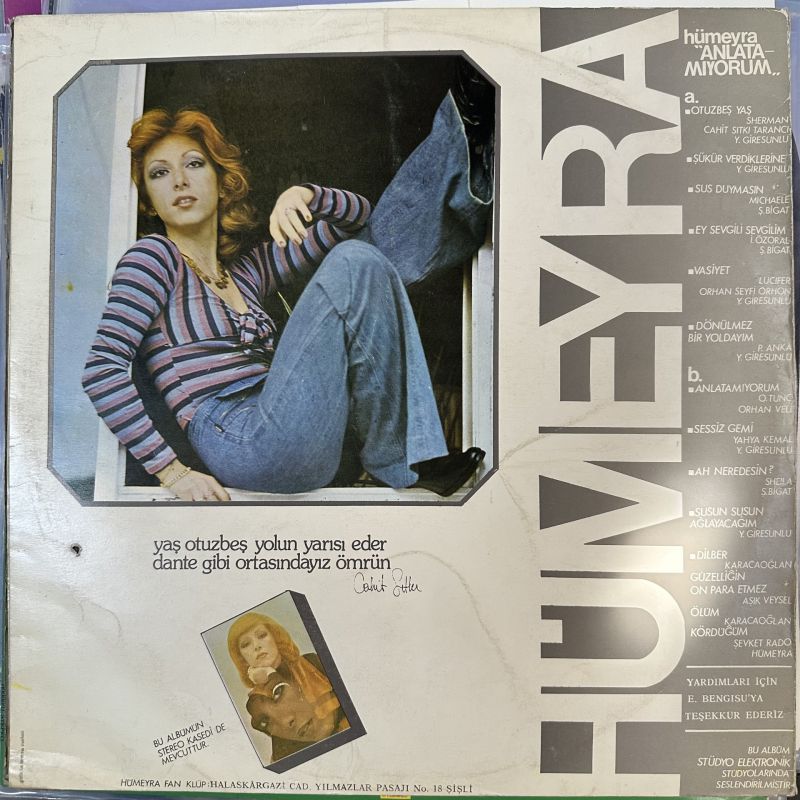 hümeyra
"ANLATA-
MIYORUM"
a.
OTUZBEŞ YAŞ
SHERMAN
CAHİT SITKI TARANCI
Y. GİRESUNLU
ŞÜKÜR VERDİKLERİNE
Y. GİRESUNLU
SUS DUYMASIN
MICHAELE
Ş.BİGAT
EY SEVGİLİ SEVGİLİM
İ.ÖZORAL-
Ş.BİGAT
VASİYET
LUCIFER
ORHAN SEYFİ ORHON
Y. GİRESUNLU
DÖNÜLMEZ
BİR YOLDAYIM
P. ANKA
Y. GİRESUNLU
b.
ANLATAMIYORUM
O.TUNÇ
ORHAN VELİ
SESSİZ GEMİ
YAHYA KEMAL
Y. GİRESUNLU
AH NEREDESİN?
SHEILA
Ş.BİGAT
SUSUN SUSUN
AĞLAYACAĞIM
Y. GİRESUNLU
DİLBER
KARACAOĞLAN
GÜZELLİĞİN
ON PARA ETMEZ
AŞIK VEYSEL
ÖLÜM
KARACAOĞLAN
KÖRDÜĞÜM
ŞEVKET RADO
HÜMEYRA
YARDIMLARI İÇİN
E. BENGISU'YA
TEŞEKKUR EDERİZ
BU ALBÜM
STÜDYO ELEKTRONİK
STÜDYOLARINDA
SESLENDİRİLMİŞTİR
HÜMEYRA
yaş otuzbeş yolun yarısı eder
dante gibi ortasındayız ömrün
BU ALBÜMÜN
STEREO KASEDİ DE
MEVCUTTUR..
HÜMEYRA FAN KLÜP: HALASKÂRGAZİ CAD. YILMAZLAR PASAJI No. 18 ŞİŞLİ